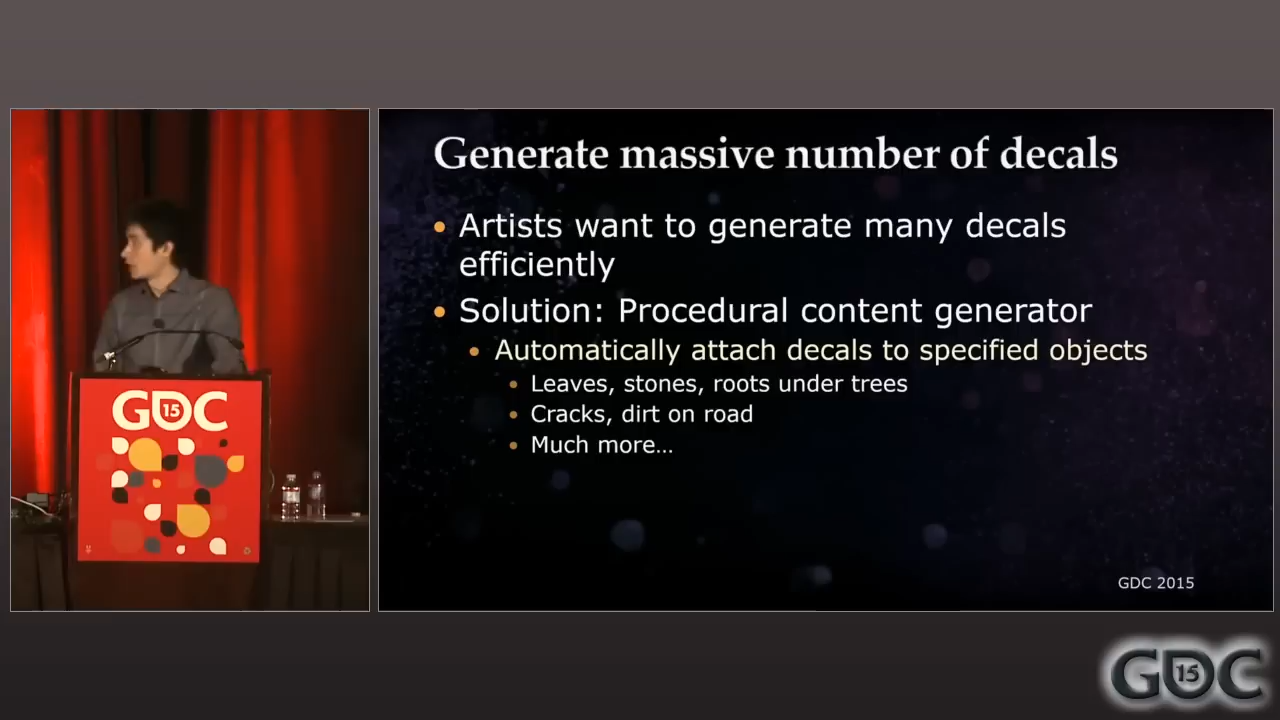 Generate massive number of decals
• Artists want to generate many decals
efficiently
• Solution: Procedural content generator
• Automatically attach decals to specified objects
• Leaves, stones, roots under trees
• Cracks, dirt on road
• Much more…
GDC 2015
GDC 15
GDC 15